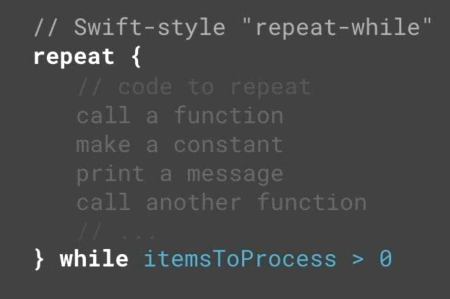 // Swift-style "repeat-while"
repeat {
// code to repeat
call a function
make a constant
print a message
call another function
// ...
} while itemsToProcess > 0